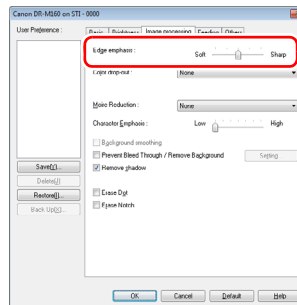 Canon DR-M160 on STI - 0000
User Preference :
Basic Brightness Image processing Feeding Others
Edge emphasis : Soft Sharp
Color drop-out : None
Moire Reduction : None
Character Emphasis : Low High
Background smoothing
Prevent Bleed Through / Remove Background Setting
Remove shadow
Save(V)...
Delete(J)
Erase Dot
Restore(I)...
Erase Notch
Back Up(X)...
OK Cancel Default Help